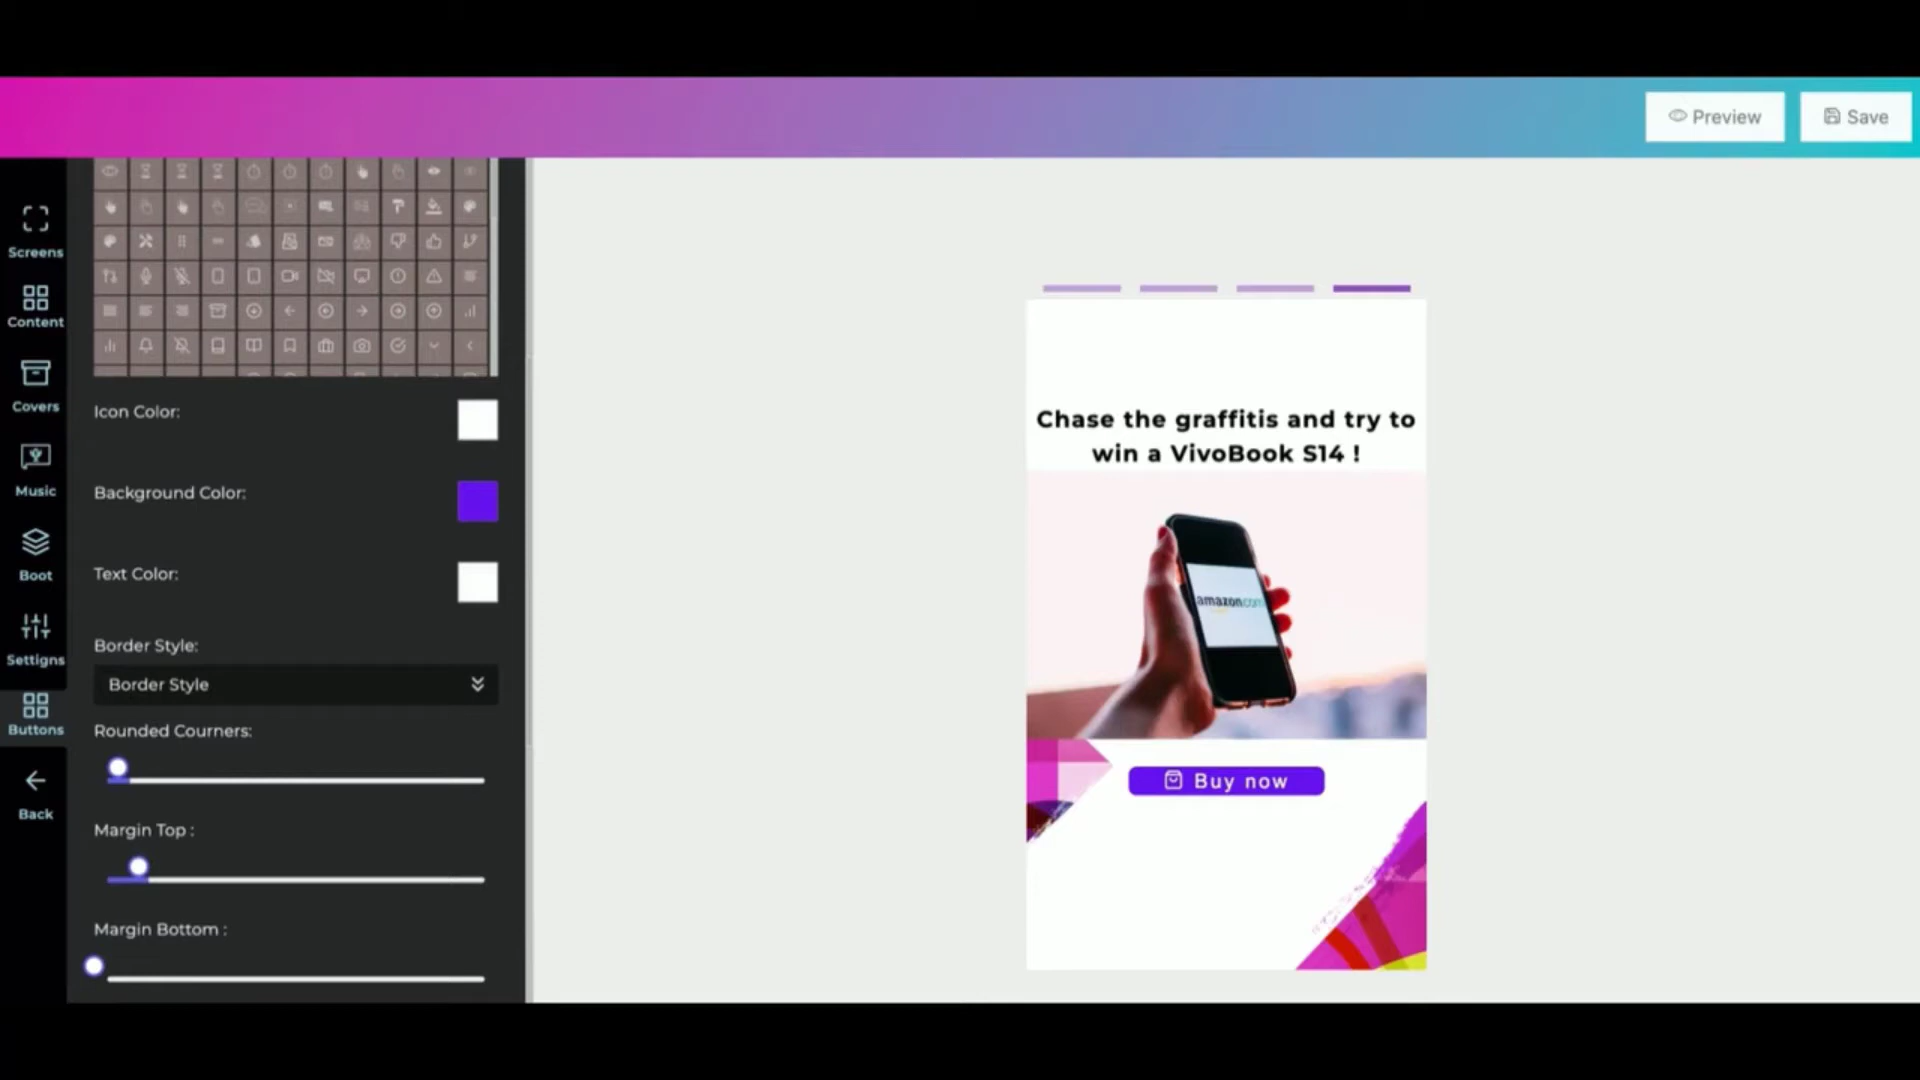 Preview
Save
Screens
Content
Covers
Music
Boot
Settigns
Buttons
Back
Icon Color:
Background Color:
Text Color:
Border Style:
Border Style
Rounded Courners:
Margin Top :
Margin Bottom :
Chase the graffitis and try to
win a VivoBook S14 !
amazon.com
Buy now